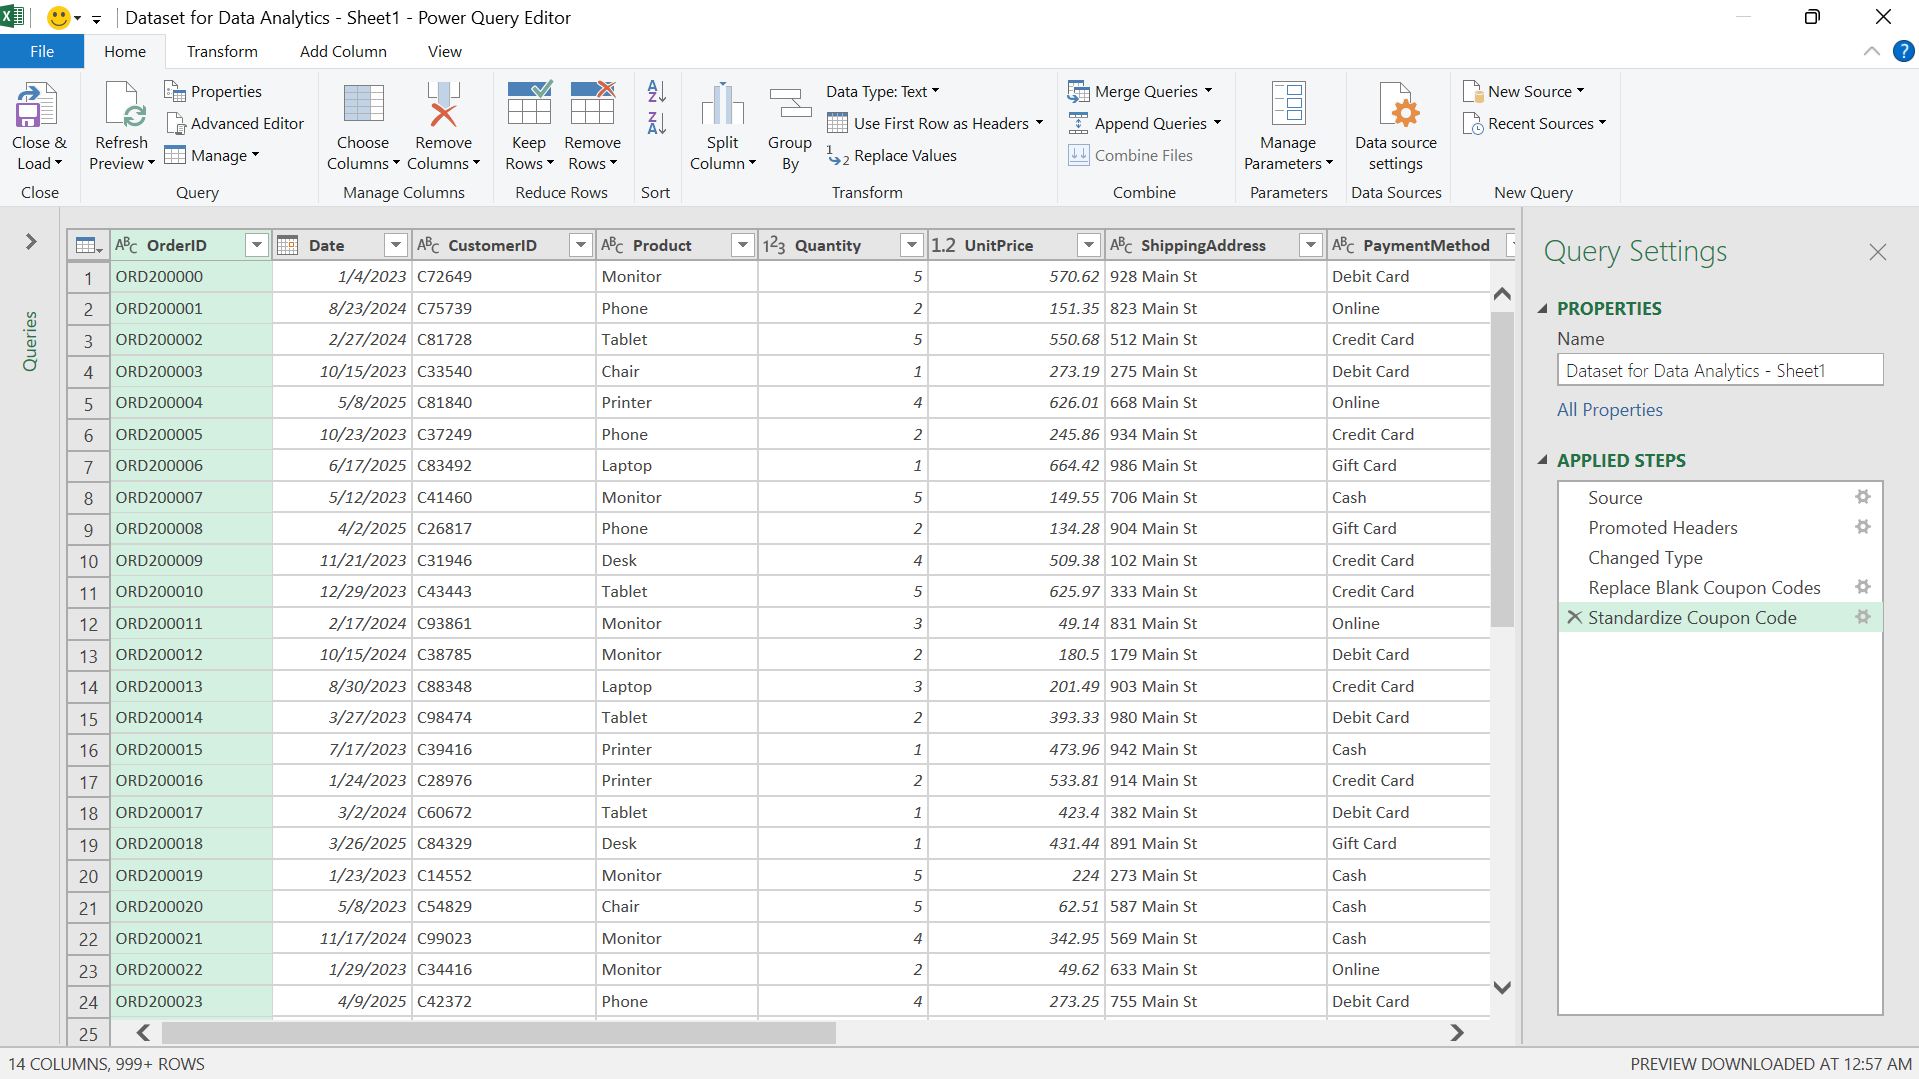 Dataset for Data Analytics - Sheet1 - Power Query Editor
File Home Transform Add Column View
Close & Load
Close
Refresh Preview
Properties
Advanced Editor
Manage
Query
Choose Columns
Remove Columns
Manage Columns
Keep Rows
Remove Rows
Reduce Rows
Sort
Split Column
Group By
Data Type: Text
Use First Row as Headers
Replace Values
Transform
Merge Queries
Append Queries
Combine Files
Combine
Manage Parameters
Parameters
Data source settings
Data Sources
New Source
Recent Sources
New Query
Queries
OrderID Date CustomerID Product Quantity UnitPrice ShippingAddress PaymentMethod
1 ORD200000 1/4/2023 C72649 Monitor 5 570.62 928 Main St Debit Card
2 ORD200001 8/23/2024 C75739 Phone 2 151.35 823 Main St Online
3 ORD200002 2/27/2024 C81728 Tablet 5 550.68 512 Main St Credit Card
4 ORD200003 10/15/2023 C33540 Chair 1 273.19 275 Main St Debit Card
5 ORD200004 5/8/2025 C81840 Printer 4 626.01 668 Main St Online
6 ORD200005 10/23/2023 C37249 Phone 2 245.86 934 Main St Credit Card
7 ORD200006 6/17/2025 C83492 Laptop 1 664.42 986 Main St Gift Card
8 ORD200007 5/12/2023 C41460 Monitor 5 149.55 706 Main St Cash
9 ORD200008 4/2/2025 C26817 Phone 2 134.28 904 Main St Gift Card
10 ORD200009 11/21/2023 C31946 Desk 4 509.38 102 Main St Credit Card
11 ORD200010 12/29/2023 C43443 Tablet 5 625.97 333 Main St Credit Card
12 ORD200011 2/17/2024 C93861 Monitor 3 49.14 831 Main St Online
13 ORD200012 10/15/2024 C38785 Monitor 2 180.5 179 Main St Debit Card
14 ORD200013 8/30/2023 C88348 Laptop 3 201.49 903 Main St Credit Card
15 ORD200014 3/27/2023 C98474 Tablet 2 393.33 980 Main St Debit Card
16 ORD200015 7/17/2023 C39416 Printer 1 473.96 942 Main St Cash
17 ORD200016 1/24/2023 C28976 Printer 2 533.81 914 Main St Credit Card
18 ORD200017 3/2/2024 C60672 Tablet 1 423.4 382 Main St Debit Card
19 ORD200018 3/26/2025 C84329 Desk 1 431.44 891 Main St Gift Card
20 ORD200019 1/23/2023 C14552 Monitor 5 224 273 Main St Cash
21 ORD200020 5/8/2023 C54829 Chair 5 62.51 587 Main St Cash
22 ORD200021 11/17/2024 C99023 Monitor 4 342.95 569 Main St Cash
23 ORD200022 1/29/2023 C34416 Monitor 2 49.62 633 Main St Online
24 ORD200023 4/9/2025 C42372 Phone 4 273.25 755 Main St Debit Card
25
Query Settings
PROPERTIES
Name
Dataset for Data Analytics - Sheet1
All Properties
APPLIED STEPS
Source
Promoted Headers
Changed Type
Replace Blank Coupon Codes
Standardize Coupon Code
14 COLUMNS, 999+ ROWS
PREVIEW DOWNLOADED AT 12:57 AM